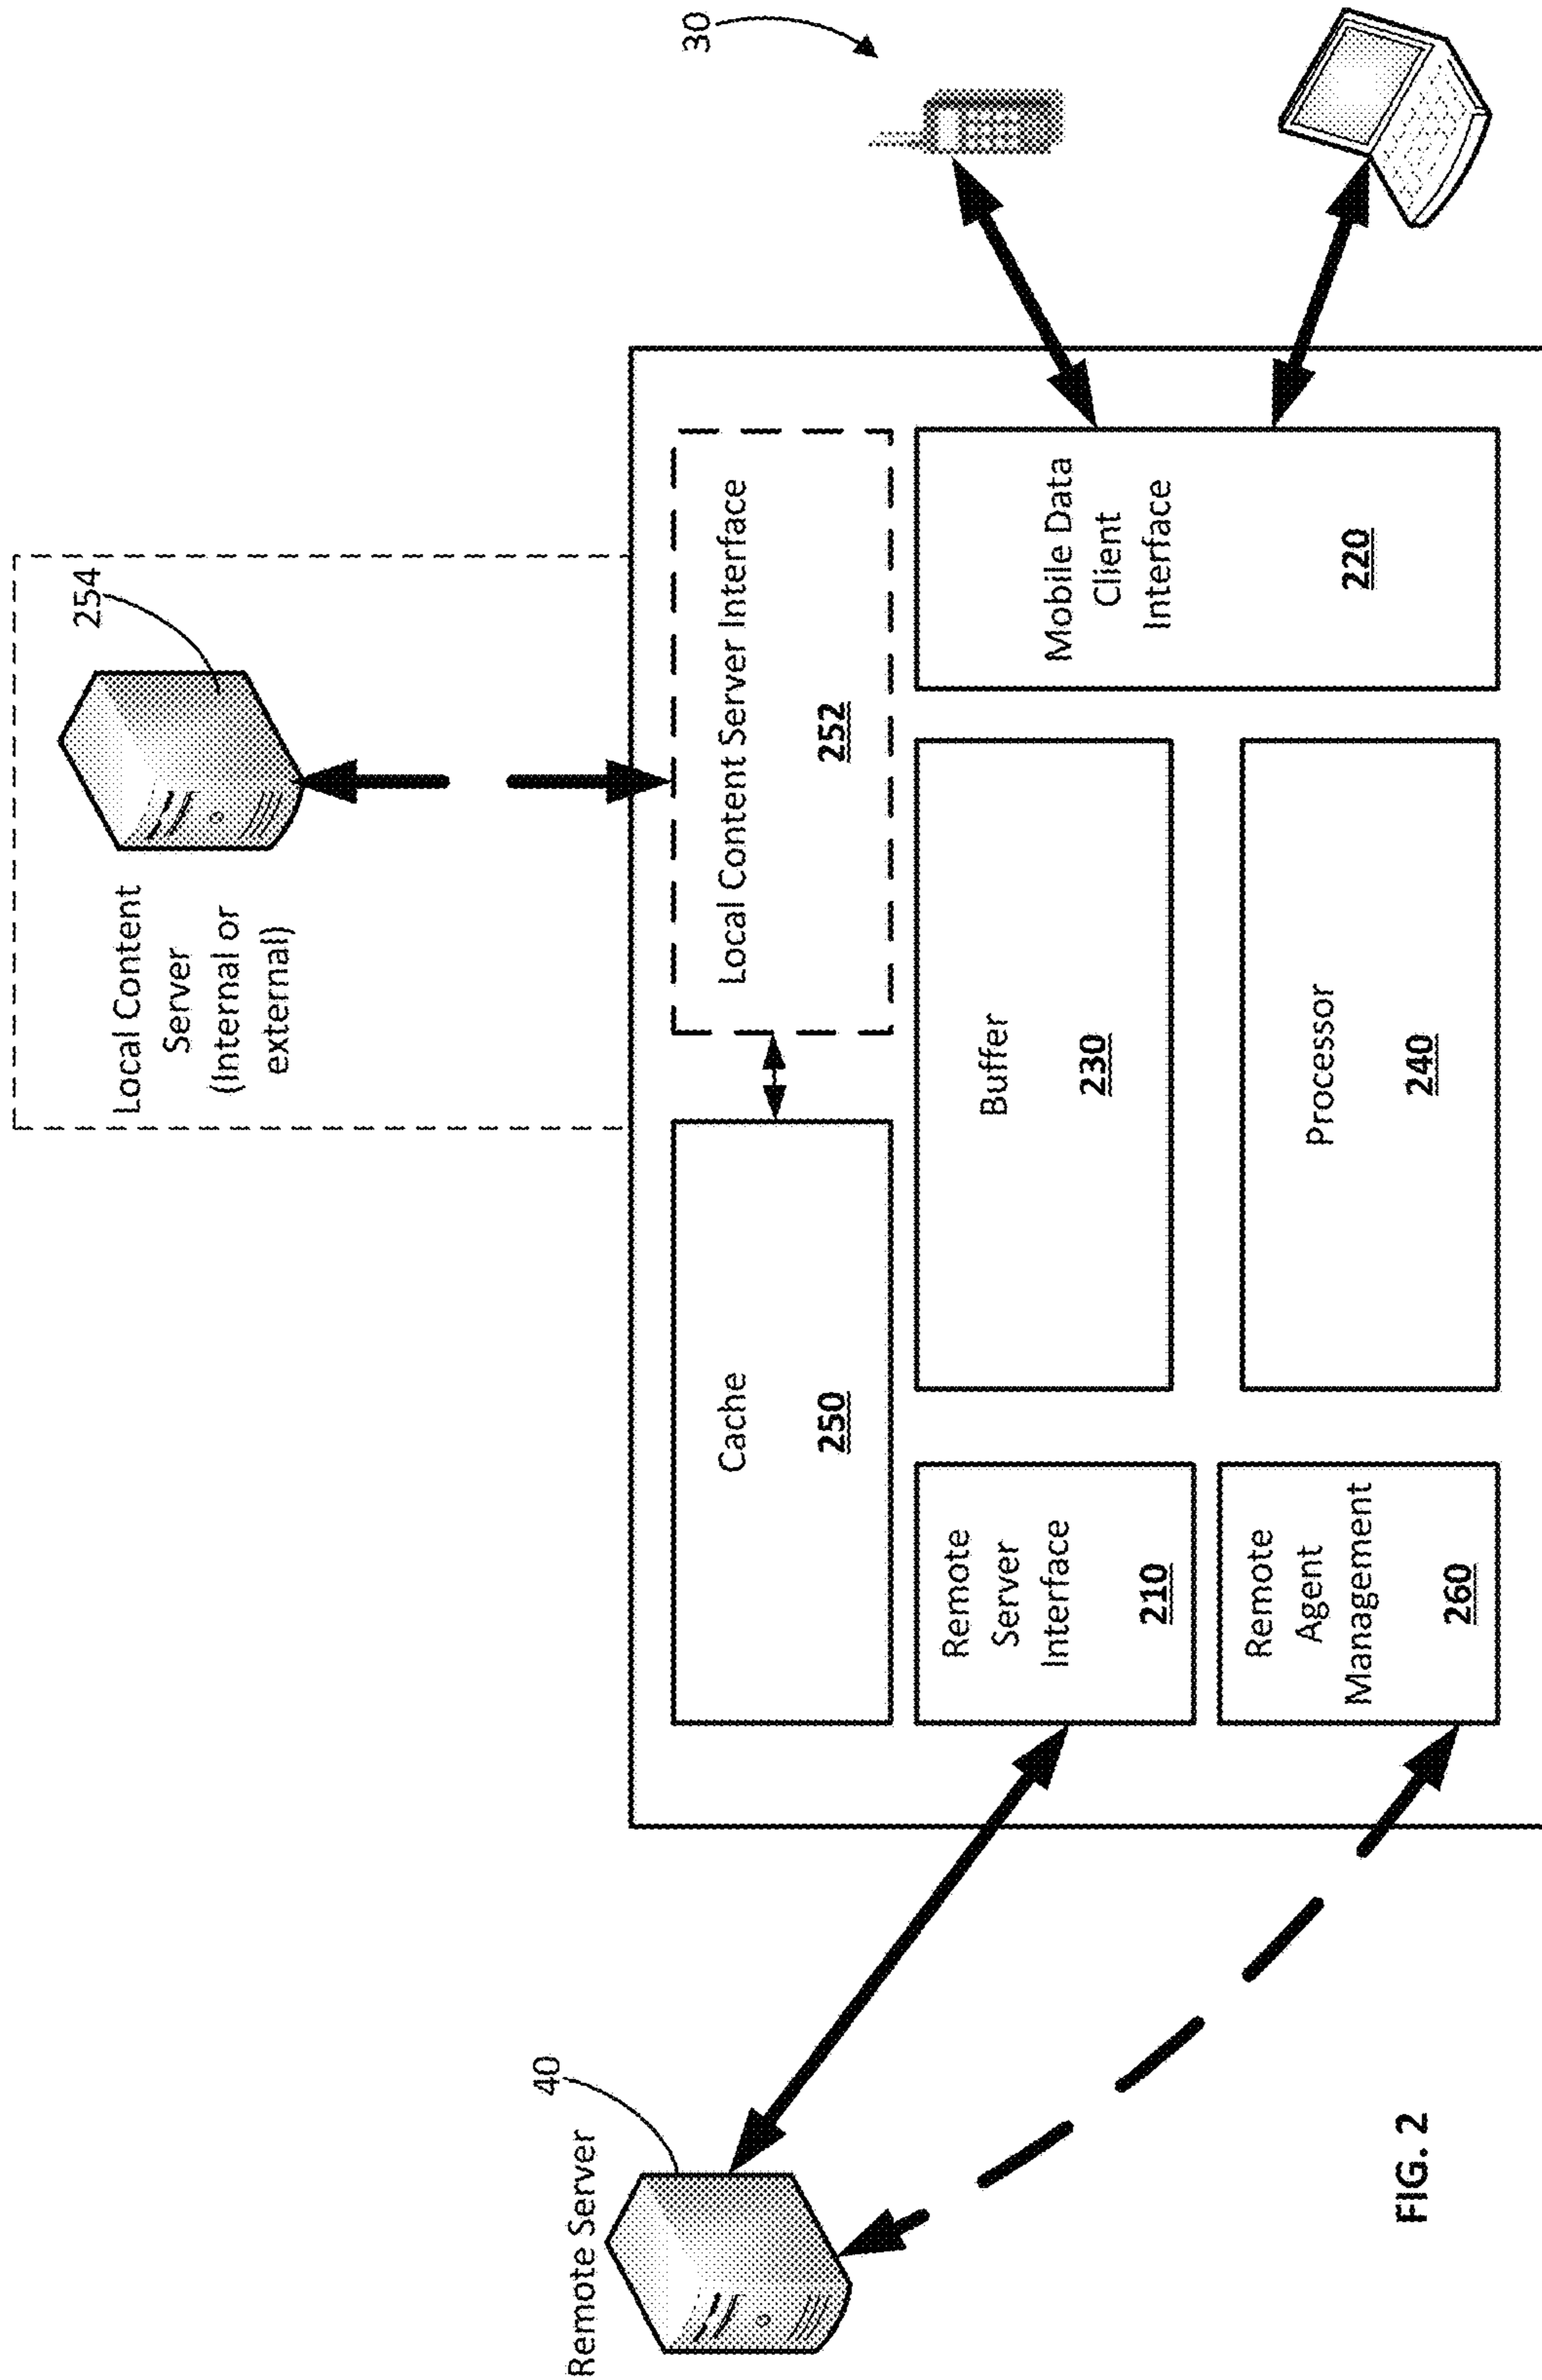 254
Local Content
Server
(Internal or
external)
30
Remote Server
40
Cache
250
Local Content Server Interface
252
Remote
Server
Interface
210
Buffer
230
Mobile Data
Client
Interface
220
Remote
Agent
Management
260
Processor
240
FIG. 2